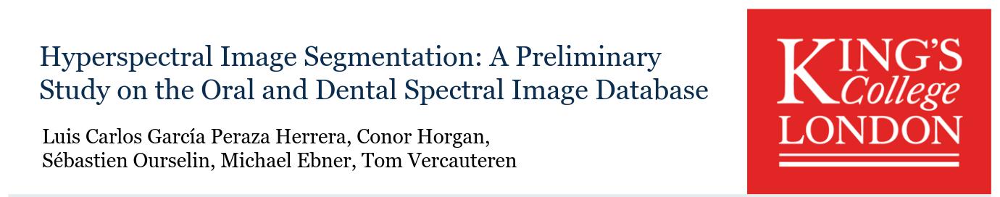 Hyperspectral Image Segmentation: A Preliminary
Study on the Oral and Dental Spectral Image Database
Luis Carlos García Peraza Herrera, Conor Horgan,
Sébastien Ourselin, Michael Ebner, Tom Vercauteren
KING'S
College
LONDON